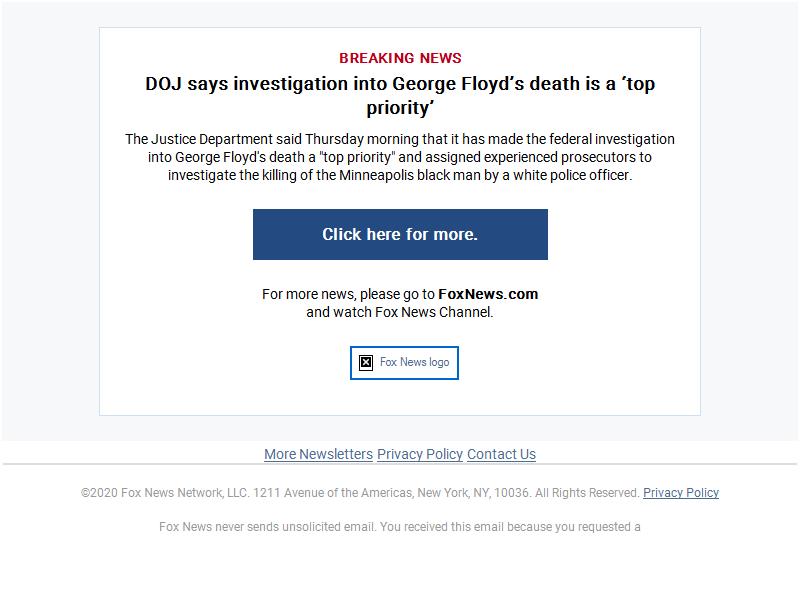 BREAKING NEWS
DOJ says investigation into George Floyd’s death is a ‘top
priority’
The Justice Department said Thursday morning that it has made the federal investigation
into George Floyd's death a "top priority" and assigned experienced prosecutors to
investigate the killing of the Minneapolis black man by a white police officer.
Click here for more.
For more news, please go to FoxNews.com
and watch Fox News Channel.
Fox News logo
More Newsletters Privacy Policy Contact Us
©2020 Fox News Network, LLC. 1211 Avenue of the Americas, New York, NY, 10036. All Rights Reserved. Privacy Policy
Fox News never sends unsolicited email. You received this email because you requested a